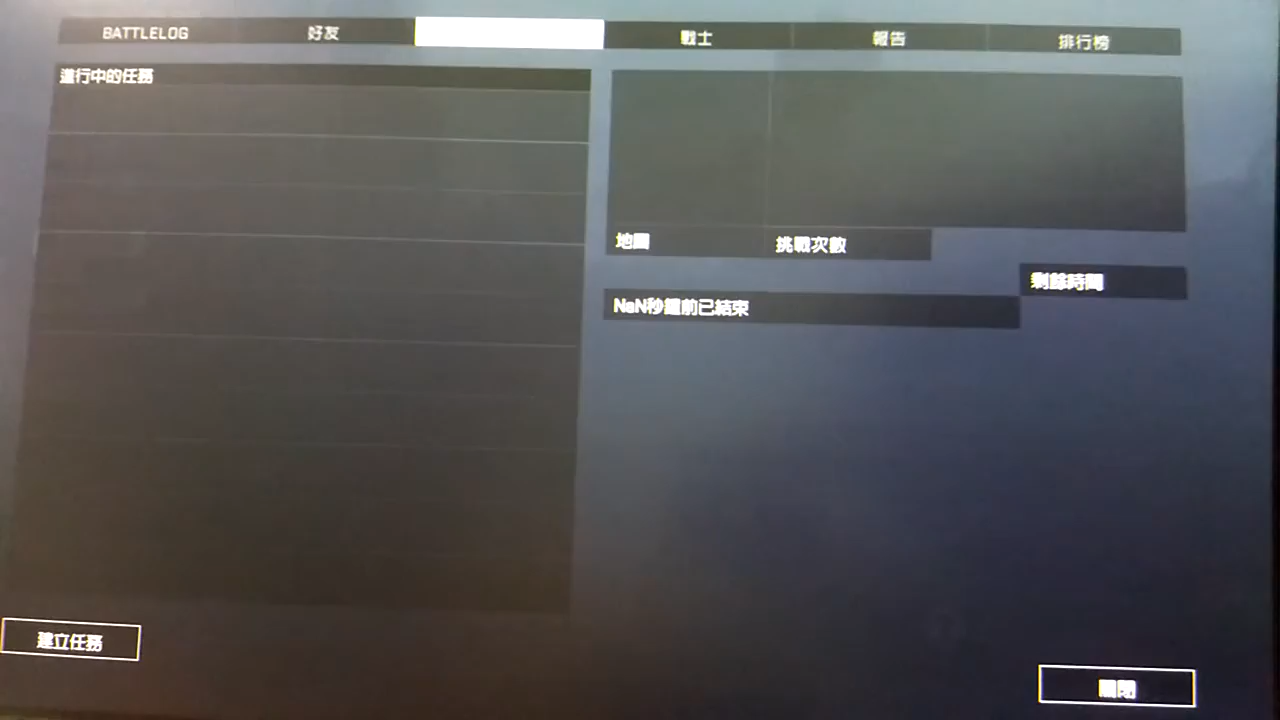 BATTLELOG
好友
戰士
報告
排行榜
進行中的任務
地圖
挑戰次數
剩餘時間
NaN秒鐘前已結束
建立任務
關閉